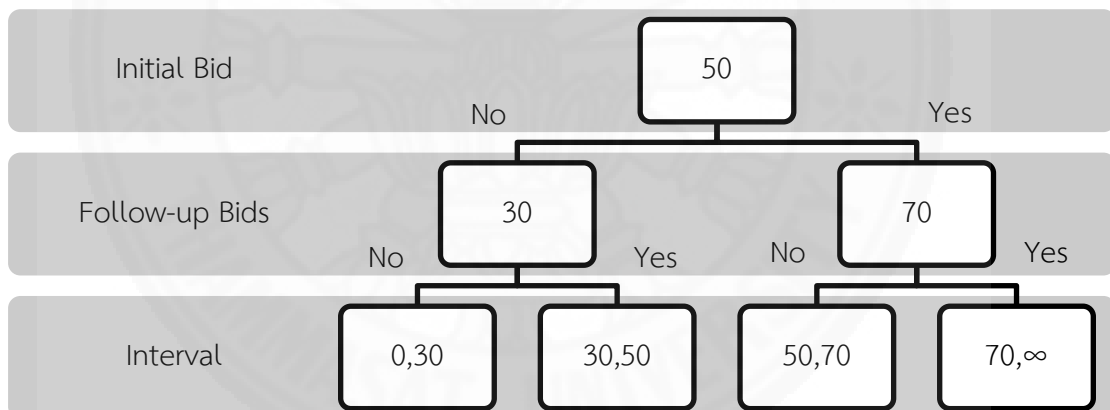 Initial Bid
50
No
Yes
Follow-up Bids
30
70
No
Yes
No
Yes
Interval
0,30
30,50
50,70
70,∞